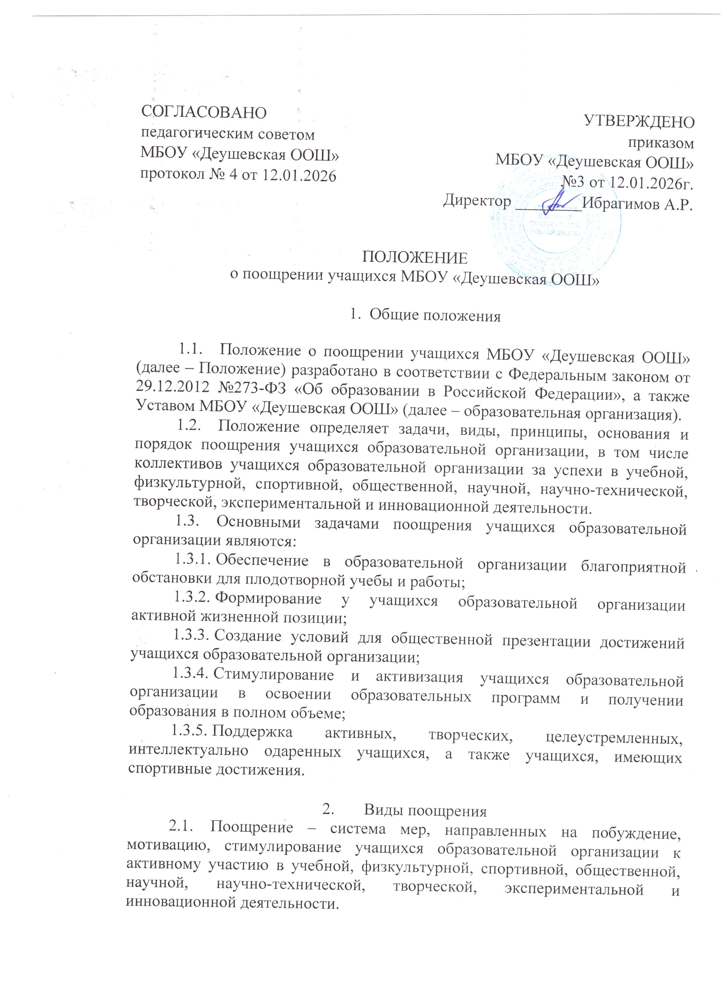 СОГЛАСОВАНО
педагогическим советом
МБОУ «Деушевская ООШ»
протокол № 4 от 12.01.2026
УТВЕРЖДЕНО
приказом
МБОУ «Деушевская ООШ»
№3 от 12.01.2026г.
Директор ________Ибрагимов А.Р.
ПОЛОЖЕНИЕ
о поощрении учащихся МБОУ «Деушевская ООШ»
1. Общие положения
1.1. Положение о поощрении учащихся МБОУ «Деушевская ООШ»
(далее – Положение) разработано в соответствии с Федеральным законом от
29.12.2012 №273-ФЗ «Об образовании в Российской Федерации», а также
Уставом МБОУ «Деушевская ООШ» (далее – образовательная организация).
1.2. Положение определяет задачи, виды, принципы, основания и
порядок поощрения учащихся образовательной организации, в том числе
коллективов учащихся образовательной организации за успехи в учебной,
физкультурной, спортивной, общественной, научной, научно-технической,
творческой, экспериментальной и инновационной деятельности.
1.3. Основными задачами поощрения учащихся образовательной
организации являются:
1.3.1. Обеспечение в образовательной организации благоприятной
обстановки для плодотворной учебы и работы;
1.3.2. Формирование у учащихся образовательной организации
активной жизненной позиции;
1.3.3. Создание условий для общественной презентации достижений
учащихся образовательной организации;
1.3.4. Стимулирование и активизация учащихся образовательной
организации в освоении образовательных программ и получении
образования в полном объеме;
1.3.5. Поддержка активных, творческих, целеустремленных,
интеллектуально одаренных учащихся, а также учащихся, имеющих
спортивные достижения.
2. Виды поощрения
2.1. Поощрение – система мер, направленных на побуждение,
мотивацию, стимулирование учащихся образовательной организации к
активному участию в учебной, физкультурной, спортивной, общественной,
научной, научно-технической, творческой, экспериментальной и
инновационной деятельности.